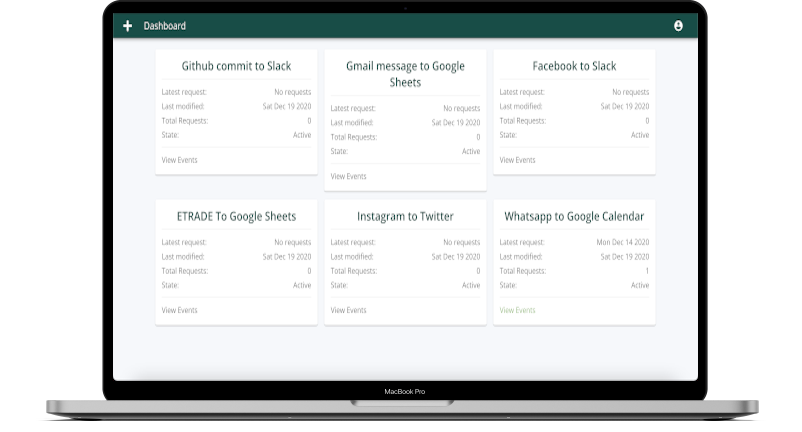 Dashboard
Github commit to Slack
Latest request: No requests
Last modified: Sat Dec 19 2020
Total Requests: 0
State: Active
View Events
Gmail message to Google
Sheets
Latest request: No requests
Last modified: Sat Dec 19 2020
Total Requests: 0
State: Active
View Events
Facebook to Slack
Latest request: No requests
Last modified: Sat Dec 19 2020
Total Requests: 0
State: Active
View Events
ETRADE To Google Sheets
Latest request: No requests
Last modified: Sat Dec 19 2020
Total Requests: 0
State: Active
View Events
Instagram to Twitter
Latest request: No requests
Last modified: Sat Dec 19 2020
Total Requests: 0
State: Active
View Events
Whatsapp to Google Calendar
Latest request: Mon Dec 14 2020
Last modified: Sat Dec 19 2020
Total Requests: 1
State: Active
View Events
MacBook Pro